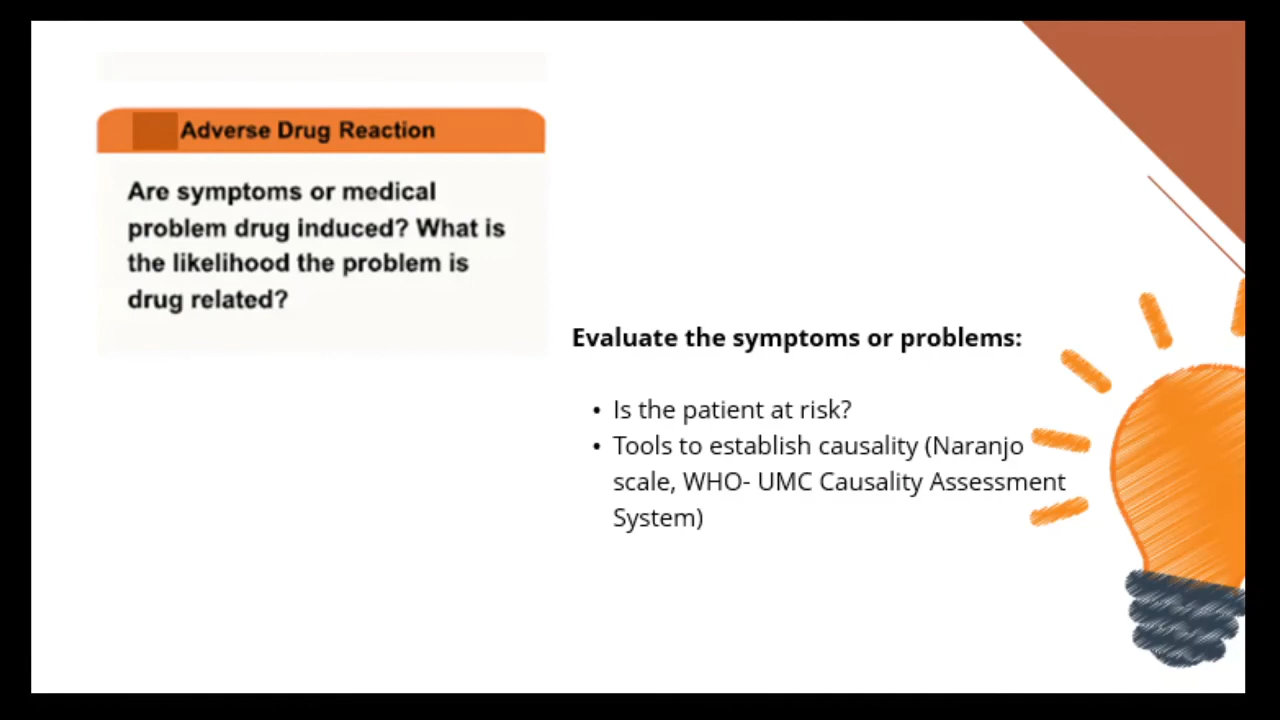 Adverse Drug Reaction
Are symptoms or medical
problem drug induced? What is
the likelihood the problem is
drug related?
Evaluate the symptoms or problems:
• Is the patient at risk?
• Tools to establish causality (Naranjo
scale, WHO- UMC Causality Assessment
System)